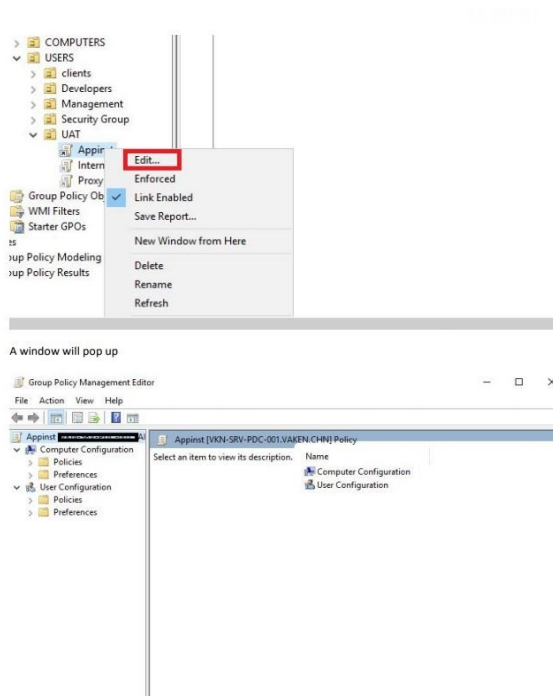 COMPUTERS
USERS
clients
Developers
Management
Security Group
UAT
Appinst
Edit...
Intern
Enforced
Proxy
Group Policy Ob
Link Enabled
WMI Filters
Save Report...
Starter GPOs
es
New Window from Here
oup Policy Modeling
Delete
oup Policy Results
Rename
Refresh
A window will pop up
Group Policy Management Editor
File Action View Help
Appinst
Appinst [VKN-SRV-PDC-001.VAKEN.CHN] Policy
Computer Configuration
Select an item to view its description.
Name
Policies
Computer Configuration
Preferences
User Configuration
User Configuration
Policies
Preferences